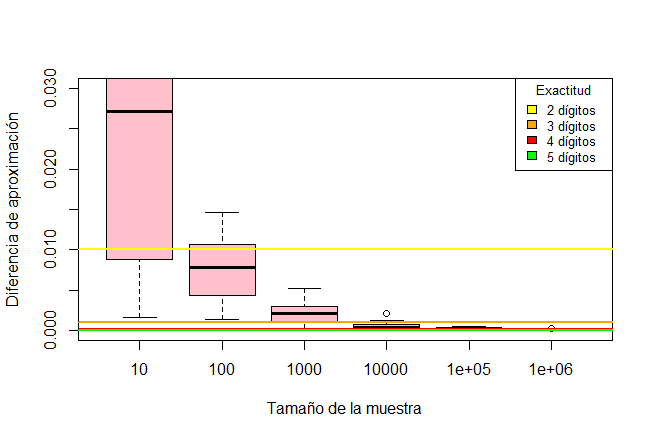 Exactitud
2 dígitos
3 dígitos
4 dígitos
5 dígitos
Diferencia de aproximación
0.030
0.020
0.010
0.000
10 100 1000 10000 1e+05 1e+06
Tamaño de la muestra